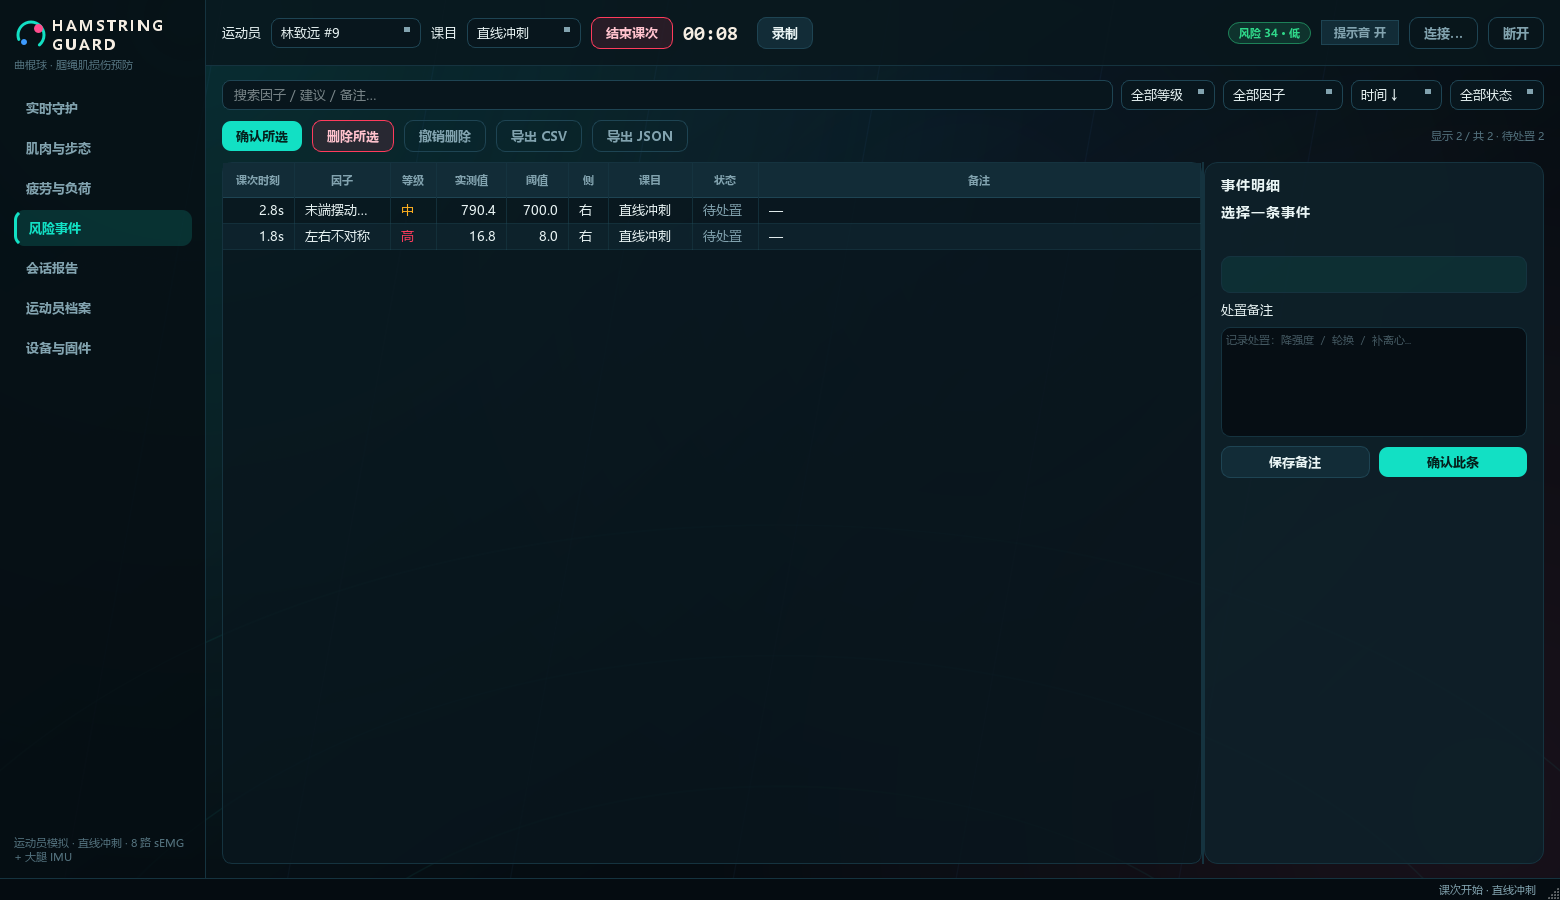 HAMSTRING
GUARD
曲棍球 · 腘绳肌损伤预防
实时守护
肌肉与步态
疲劳与负荷
风险事件
会话报告
运动员档案
设备与固件
运动员模拟 · 直线冲刺 · 8 路 sEMG
+ 大腿 IMU
运动员 林致远 #9 课目 直线冲刺 结束课次 00:08 录制 风险 34 • 低 提示音 开 连接... 断开
搜索因子 / 建议 / 备注... 全部等级 全部因子 时间 ↓ 全部状态
确认所选 删除所选 撤销删除 导出 CSV 导出 JSON 显示 2 / 共 2 · 待处置 2
课次时刻 因子 等级 实测值 阈值 侧 课目 状态 备注
2.8s 末端摆动... 中 790.4 700.0 右 直线冲刺 待处置 —
1.8s 左右不对称 高 16.8 8.0 右 直线冲刺 待处置 —
事件明细
选择一条事件
处置备注
记录处置：降强度 / 轮换 / 补离心…
保存备注 确认此条
课次开始 · 直线冲刺